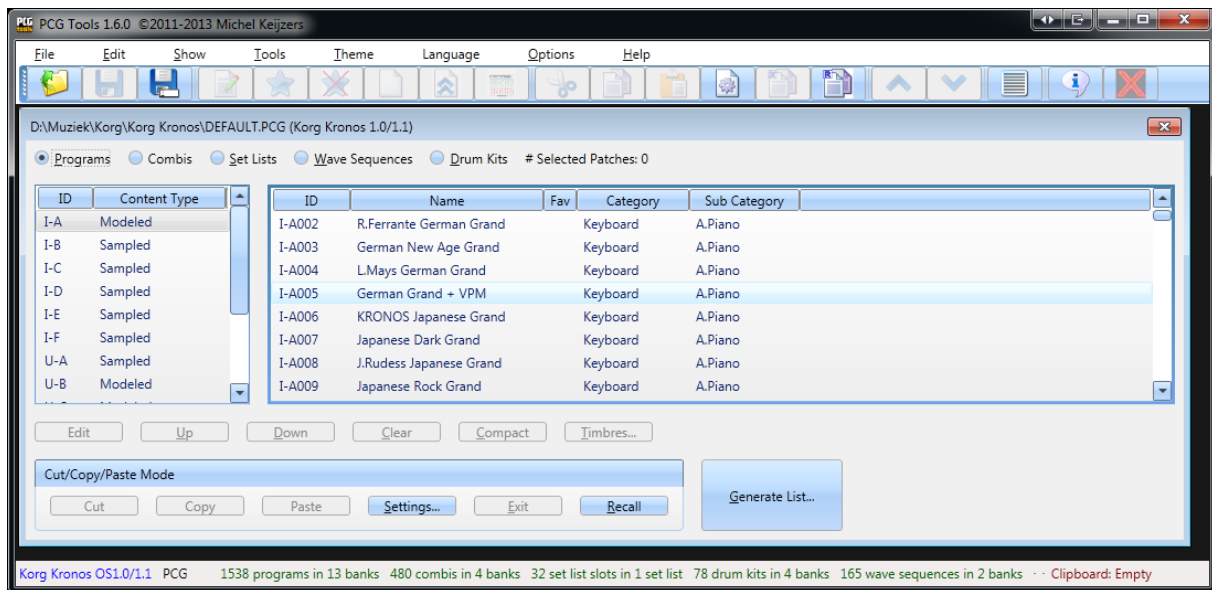 PCG Tools 1.6.0 ©2011-2013 Michel Keijzers
File Edit Show Tools Theme Language Options Help
D:\Muziek\Korg\Korg Kronos\DEFAULT.PCG (Korg Kronos 1.0/1.1)
Programs Combis Set Lists Wave Sequences Drum Kits # Selected Patches: 0
ID Content Type
I-A Modeled
I-B Sampled
I-C Sampled
I-D Sampled
I-E Sampled
I-F Sampled
U-A Sampled
U-B Modeled
ID Name Fav Category Sub Category
I-A002 R.Ferrante German Grand Keyboard A.Piano
I-A003 German New Age Grand Keyboard A.Piano
I-A004 L.Mays German Grand Keyboard A.Piano
I-A005 German Grand + VPM Keyboard A.Piano
I-A006 KRONOS Japanese Grand Keyboard A.Piano
I-A007 Japanese Dark Grand Keyboard A.Piano
I-A008 J.Rudess Japanese Grand Keyboard A.Piano
I-A009 Japanese Rock Grand Keyboard A.Piano
Edit Up Down Clear Compact Timbres...
Cut/Copy/Paste Mode
Cut Copy Paste Settings... Exit Recall
Generate List...
Korg Kronos OS1.0/1.1 PCG 1538 programs in 13 banks 480 combis in 4 banks 32 set list slots in 1 set list 78 drum kits in 4 banks 165 wave sequences in 2 banks - - Clipboard: Empty